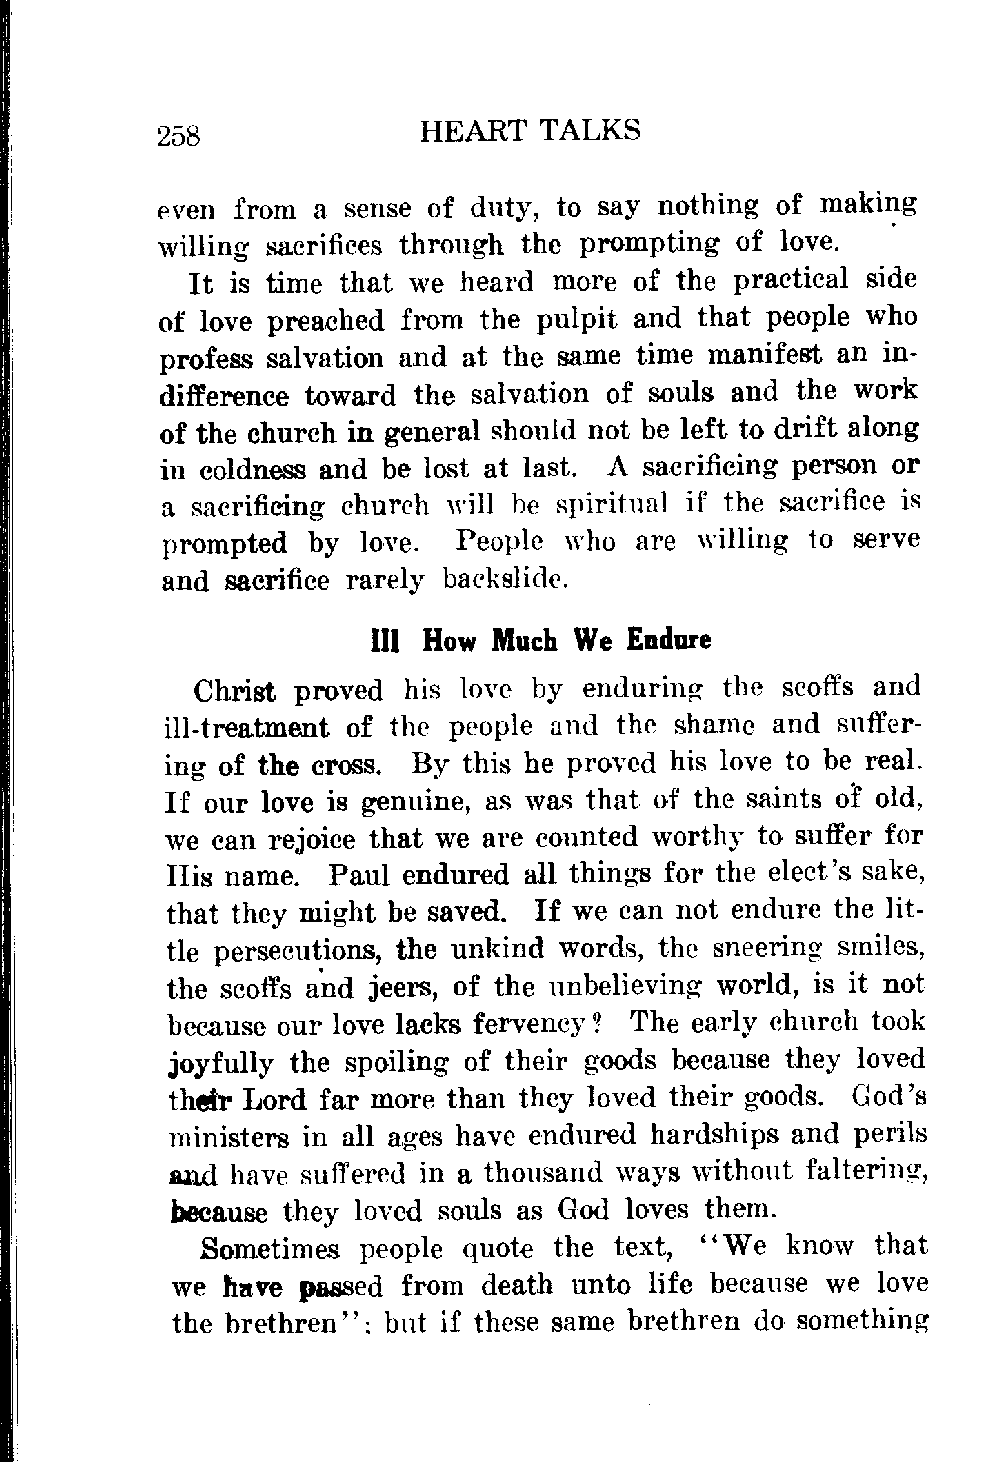 258 HEART TALKS
even from a sense of duty, to say nothing of making
willing sacrifices through the prompting of love.
It is time that we heard more of the practical side
of love preached from the pulpit and that people who
profess salvation and at the same time manifest an in-
difference toward the salvation of souls and the work
of the church in general should not be left to drift along
in coldness and be lost at last. A sacrificing person or
a sacrificing church will be spiritual if the sacrifice is
prompted by love. People who are willing to serve
and sacrifice rarely backslide.
III How Much We Endure
Christ proved his love by enduring the scoffs and
ill-treatment of the people and the shame and suffer-
ing of the cross. By this he proved his love to be real.
If our love is genuine, as was that of the saints of old,
we can rejoice that we are counted worthy to suffer for
His name. Paul endured all things for the elect's sake,
that they might be saved. If we can not endure the lit-
tle persecutions, the unkind words, the sneering smiles,
the scoffs and jeers, of the unbelieving world, is it not
because our love lacks fervency? The early church took
joyfully the spoiling of their goods because they loved
their Lord far more than they loved their goods. God's
ministers in all ages have endured hardships and perils
and have suffered in a thousand ways without faltering,
because they loved souls as God loves them.
Sometimes people quote the text, "We know that
we have passed from death unto life because we love
the brethren"; but if these same brethren do something